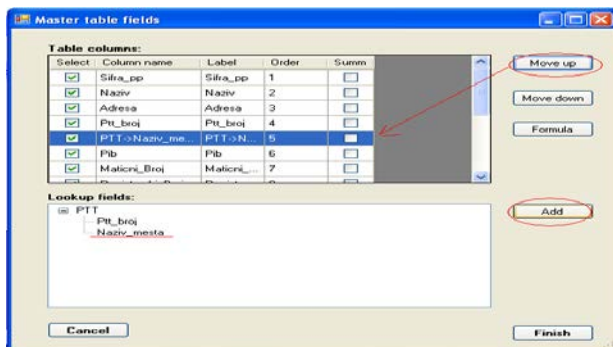 Master table fields
Table columns:
Select Column name Label Order Summ
Sifra_pp Sifra_pp 1
Naziv Naziv 2
Adresa Adresa 3
Ptt_broj Ptt_broj 4
PTT->Naziv_me... PTT->N... 5
Pib Pib 6
Maticni_Broj Maticni_... 7
Move up
Move down
Formula
Lookup fields:
PTT
Ptt_broj
Naziv_mesta
Add
Cancel
Finish